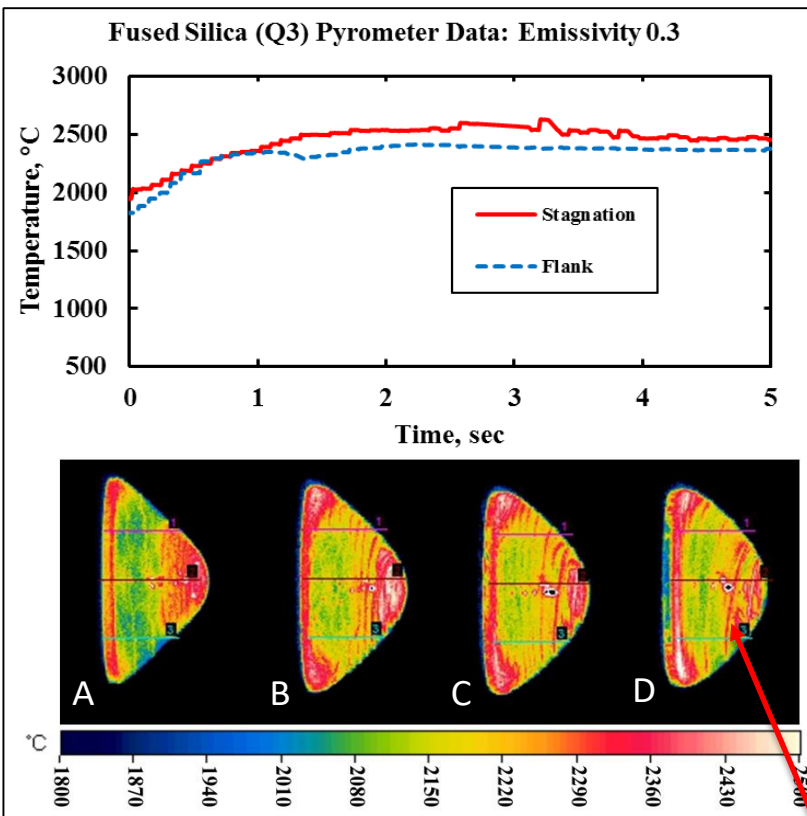 Fused Silica (Q3) Pyrometer Data: Emissivity 0.3
3000
2500
2000
1500
1000
500
Temperature, °C
Stagnation
Flank
0 1 2 3 4 5
Time, sec
1 1 1 1
3 3 3 3
A B C D
°C
1800 1870 1940 2010 2080 2150 2220 2290 2360 2430